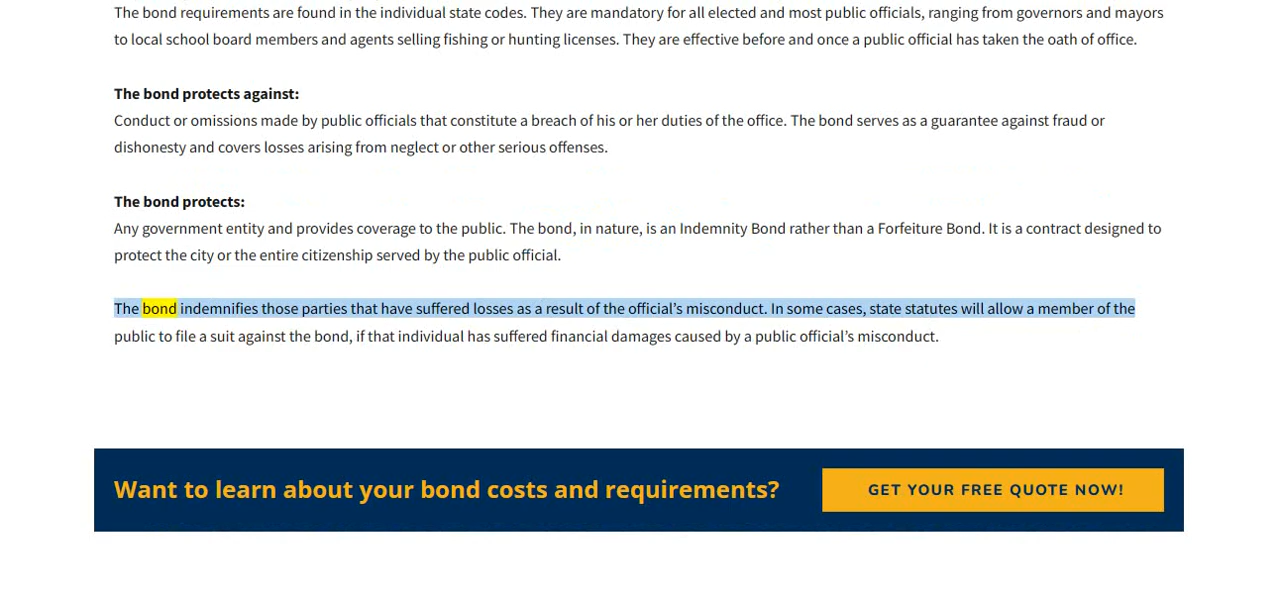 The bond requirements are found in the individual state codes. They are mandatory for all elected and most public officials, ranging from governors and mayors
to local school board members and agents selling fishing or hunting licenses. They are effective before and once a public official has taken the oath of office.
The bond protects against:
Conduct or omissions made by public officials that constitute a breach of his or her duties of the office. The bond serves as a guarantee against fraud or
dishonesty and covers losses arising from neglect or other serious offenses.
The bond protects:
Any government entity and provides coverage to the public. The bond, in nature, is an Indemnity Bond rather than a Forfeiture Bond. It is a contract designed to
protect the city or the entire citizenship served by the public official.
The bond indemnifies those parties that have suffered losses as a result of the official’s misconduct. In some cases, state statutes will allow a member of the
public to file a suit against the bond, if that individual has suffered financial damages caused by a public official’s misconduct.
Want to learn about your bond costs and requirements?
GET YOUR FREE QUOTE NOW!